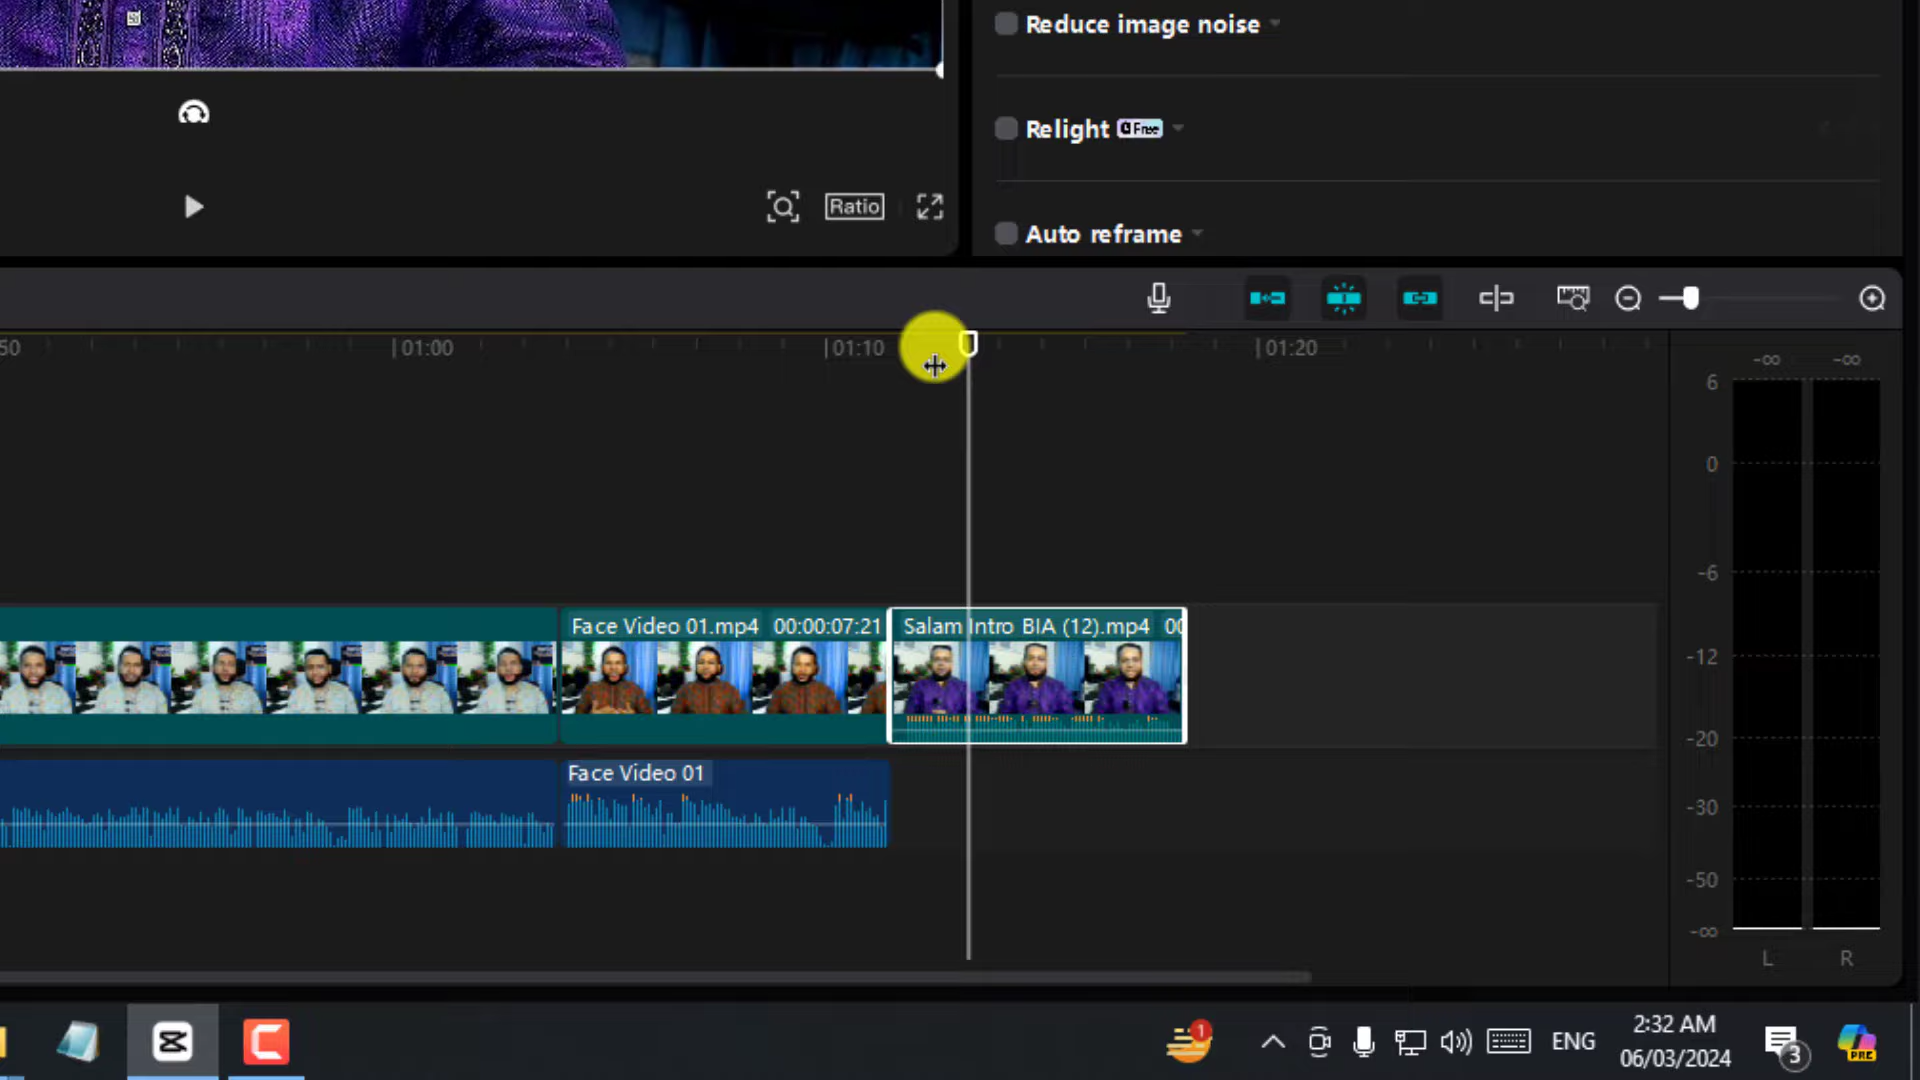 Reduce image noise
Relight Free
Ratio
Auto reframe
50
01:00
01:10
01:20
-∞ -∞
6
0
-6
-12
-20
-30
-50
-∞
L R
Face Video 01.mp4 00:00:07:21
Salam Intro BIA (12).mp4 00
Face Video 01
1
ENG
2:32 AM
06/03/2024
3
PRE